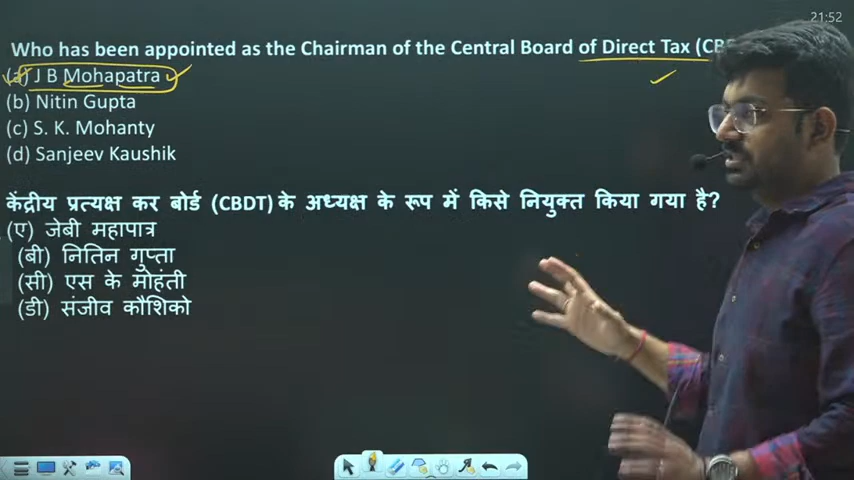 21:52
Who has been appointed as the Chairman of the Central Board of Direct Tax
(a) J B Mohapatra
(b) Nitin Gupta
(c) S. K. Mohanty
(d) Sanjeev Kaushik
केंद्रीय प्रत्यक्ष कर बोर्ड (CBDT) के अध्यक्ष के रूप में किसे नियुक्त किया गया है?
(ए) जेबी महापात्र
(बी) नितिन गुप्ता
(सी) एस के मोहंती
(डी) संजीव कौशिको